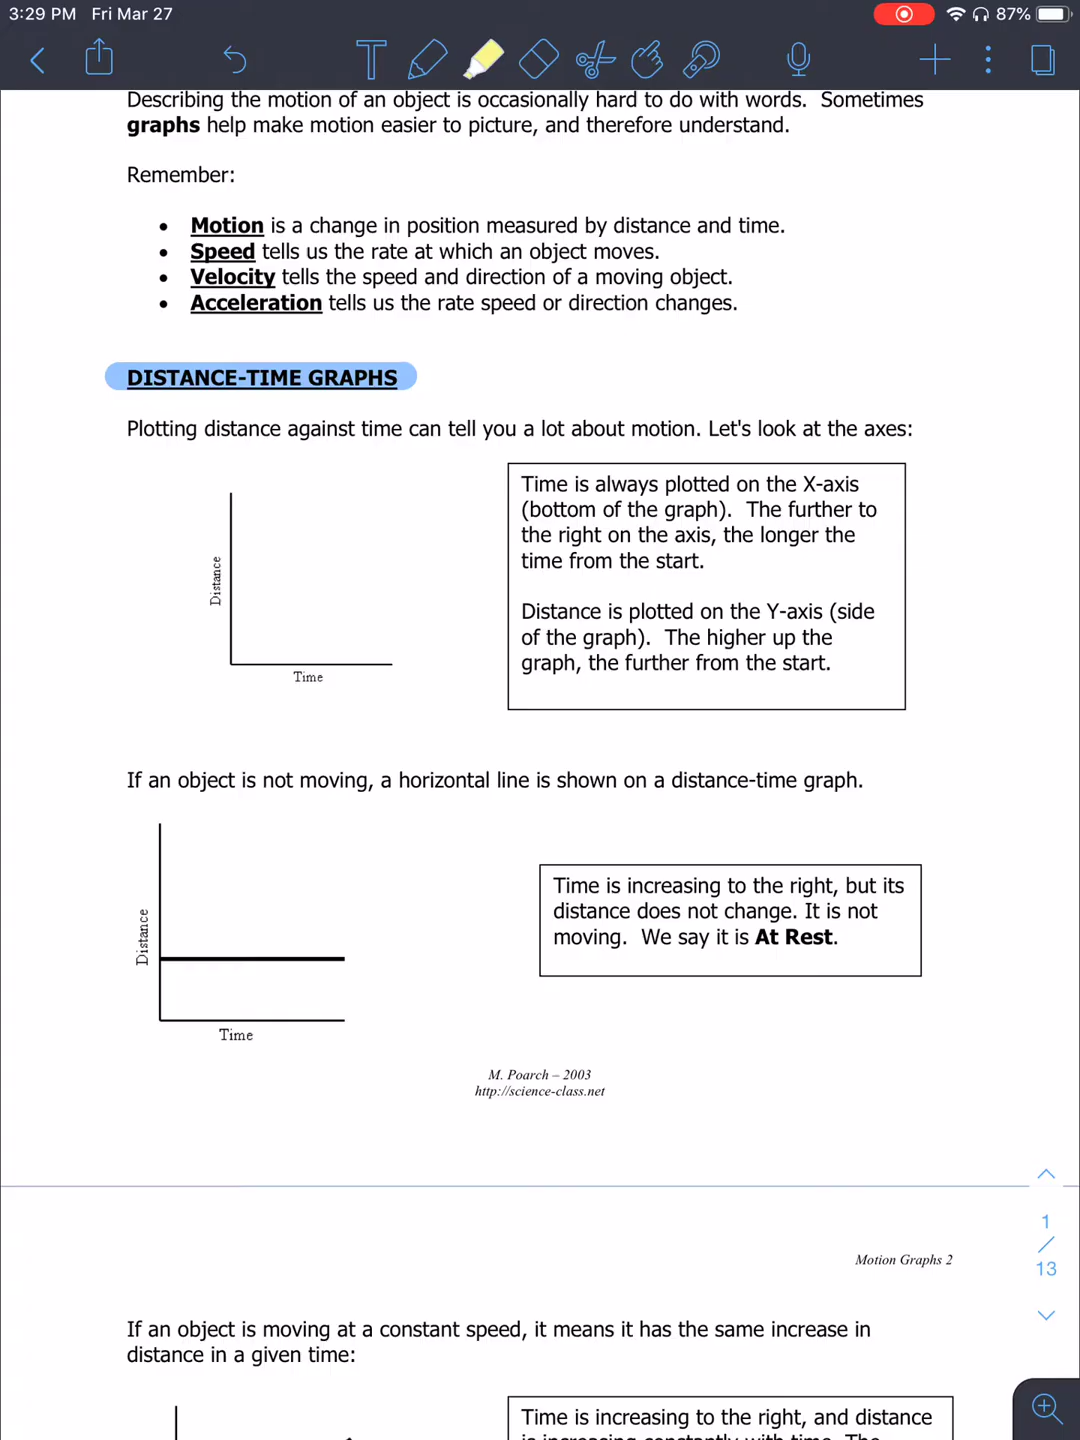 3:29 PM Fri Mar 27
87%
Describing the motion of an object is occasionally hard to do with words. Sometimes
graphs help make motion easier to picture, and therefore understand.
Remember:
• Motion is a change in position measured by distance and time.
• Speed tells us the rate at which an object moves.
• Velocity tells the speed and direction of a moving object.
• Acceleration tells us the rate speed or direction changes.
DISTANCE-TIME GRAPHS
Plotting distance against time can tell you a lot about motion. Let's look at the axes:
Distance
Time
Time is always plotted on the X-axis
(bottom of the graph). The further to
the right on the axis, the longer the
time from the start.
Distance is plotted on the Y-axis (side
of the graph). The higher up the
graph, the further from the start.
If an object is not moving, a horizontal line is shown on a distance-time graph.
Distance
Time
Time is increasing to the right, but its
distance does not change. It is not
moving. We say it is At Rest.
M. Poarch – 2003
http://science-class.net
1
/
13
Motion Graphs 2
If an object is moving at a constant speed, it means it has the same increase in
distance in a given time:
Time is increasing to the right, and distance
is increasing constantly with time. The